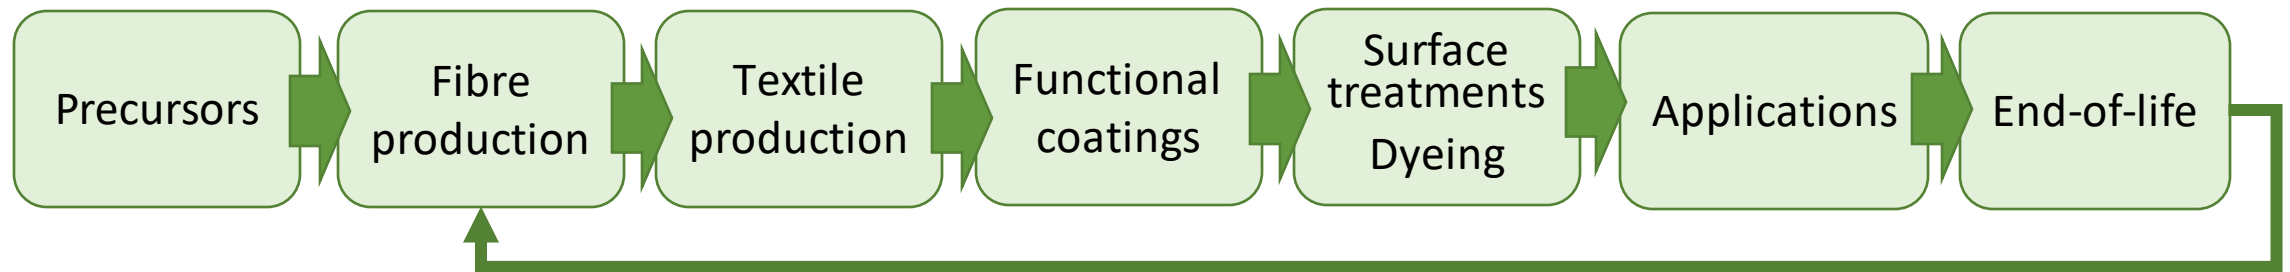 Precursors
Fibre
production
Textile
production
Functional
coatings
Surface
treatments
Dyeing
Applications
End-of-life